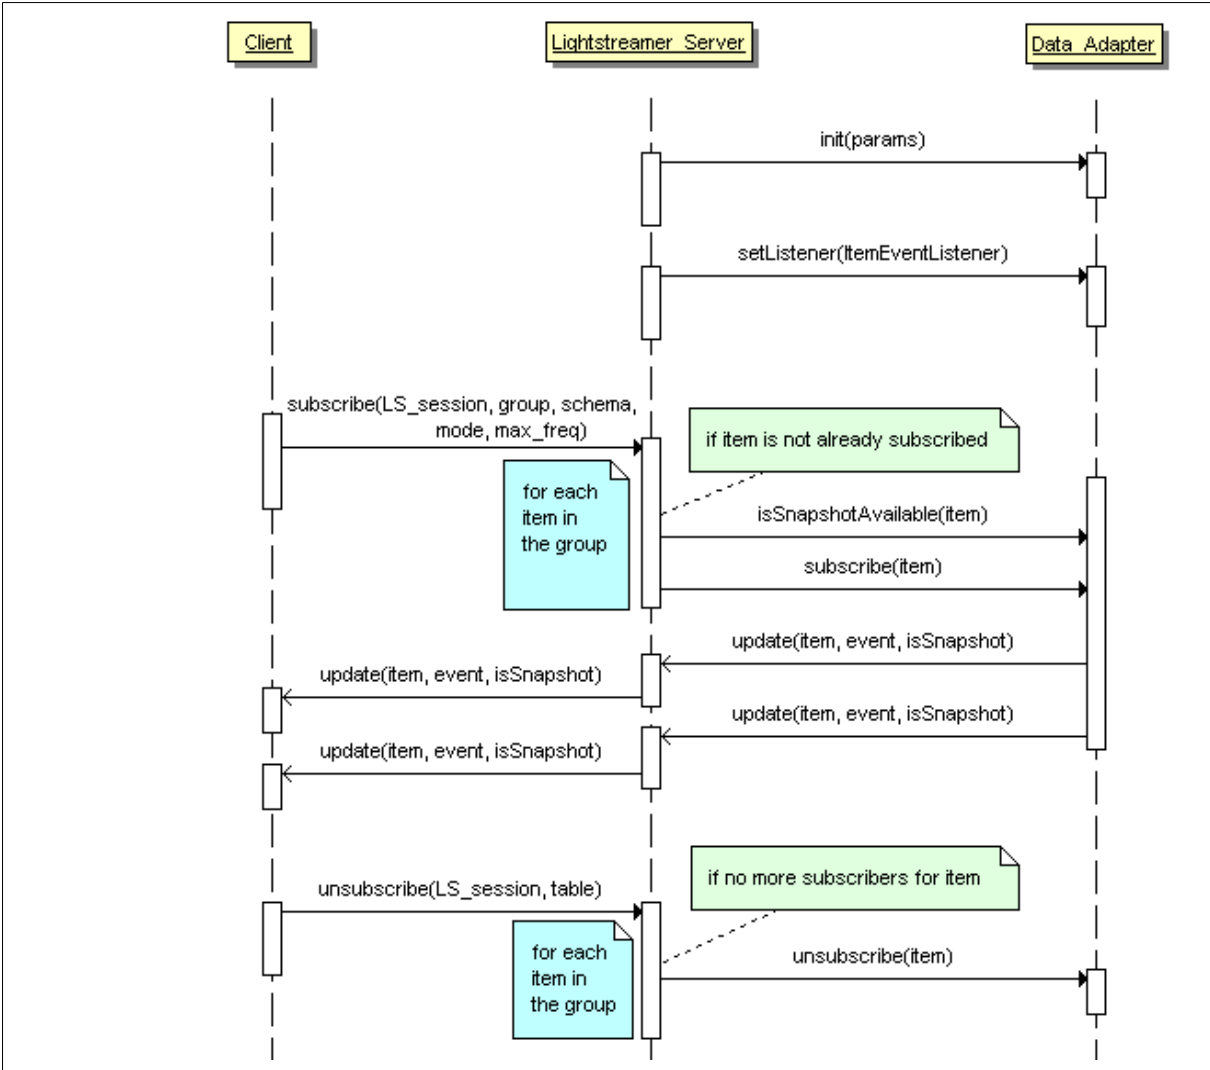 Client
Lightstreamer_Server
Data_Adapter
init(params)
setListener(ItemEventListener)
subscribe(LS_session, group, schema,
mode, max_freq)
if item is not already subscribed
for each
item in
the group
isSnapshotAvailable(item)
subscribe(item)
update(item, event, isSnapshot)
update(item, event, isSnapshot)
update(item, event, isSnapshot)
update(item, event, isSnapshot)
if no more subscribers for item
unsubscribe(LS_session, table)
for each
item in
the group
unsubscribe(item)